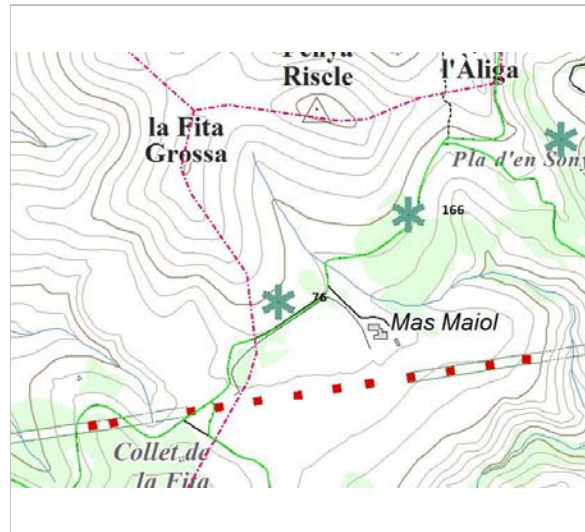 Penya
Riscle
l'Àliga
la Fita
Grossa
Pla d'en Sony
166
76
Mas Maiol
Collet de
la Fita